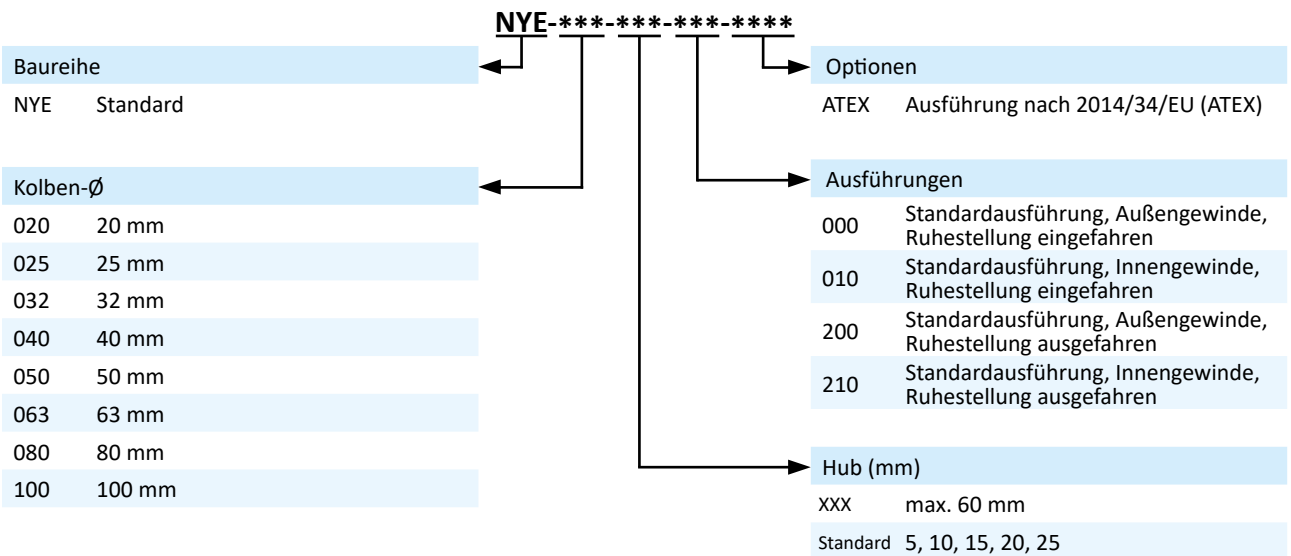 NYE-***-***-***-****
Baureihe
NYE Standard
Kolben-Ø
020 20 mm
025 25 mm
032 32 mm
040 40 mm
050 50 mm
063 63 mm
080 80 mm
100 100 mm
Optionen
ATEX Ausführung nach 2014/34/EU (ATEX)
Ausführungen
000 Standardausführung, Außengewinde,
Ruhestellung eingefahren
010 Standardausführung, Innengewinde,
Ruhestellung eingefahren
200 Standardausführung, Außengewinde,
Ruhestellung ausgefahren
210 Standardausführung, Innengewinde,
Ruhestellung ausgefahren
Hub (mm)
XXX max. 60 mm
Standard 5, 10, 15, 20, 25